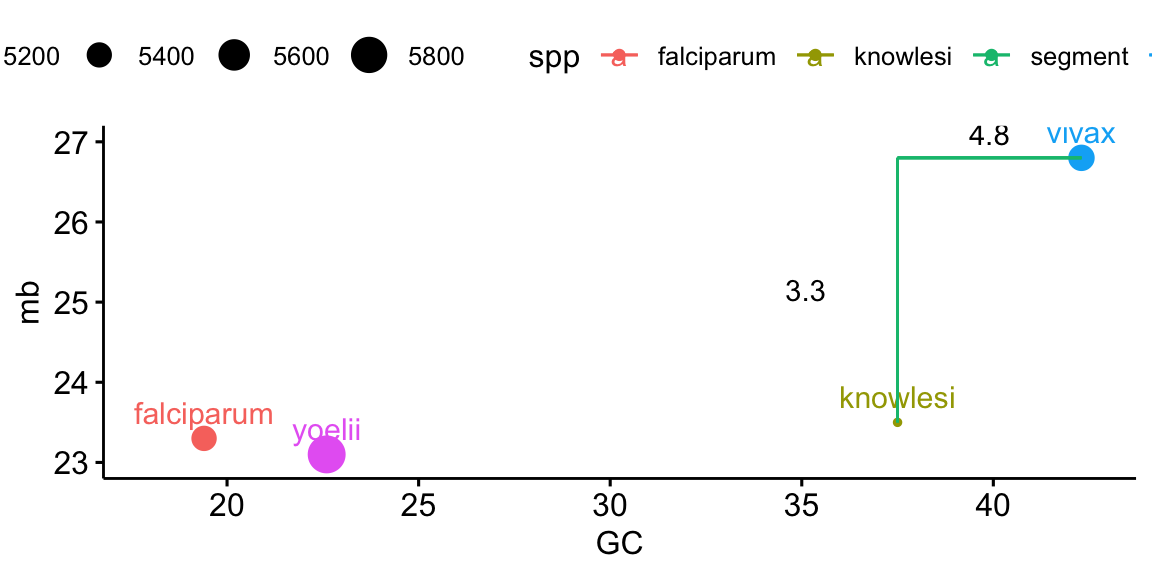 5200 5400 5600 5800 spp a falciparum a knowlesi a segment
27
26
25
24
23
mb
4.8 vivax
3.3
knowlesi
falciparum
yoelii
20 25 30 35 40
GC